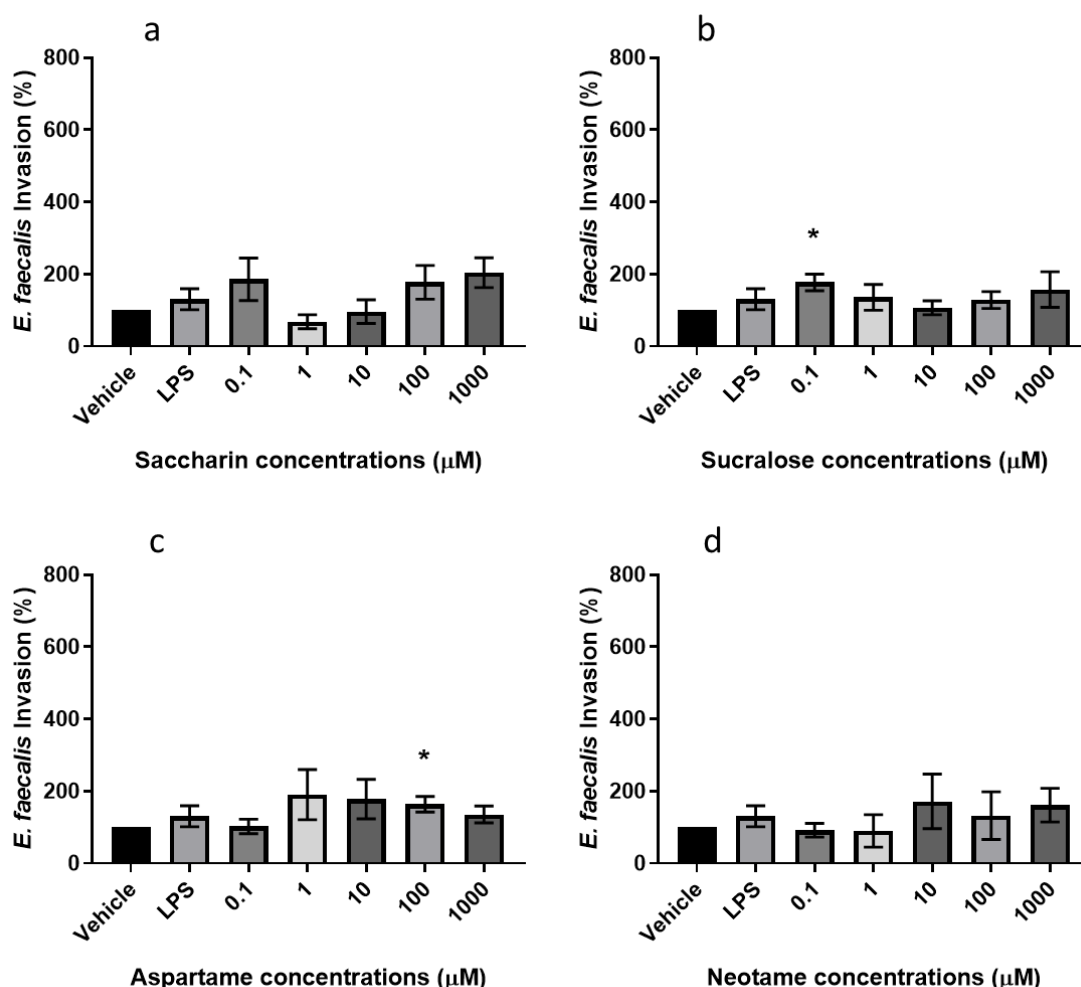 a
E. faecalis Invasion (%)
800
600
400
200
0
Vehicle
LPS
0.1
1
10
100
1000
Saccharin concentrations (μM)
b
E. faecalis Invasion (%)
800
600
400
200
0
*
Vehicle
LPS
0.1
1
10
100
1000
Sucralose concentrations (μM)
c
E. faecalis Invasion (%)
800
600
400
200
0
*
Vehicle
LPS
0.1
1
10
100
1000
Aspartame concentrations (μM)
d
E. faecalis Invasion (%)
800
600
400
200
0
Vehicle
LPS
0.1
1
10
100
1000
Neotame concentrations (μM)